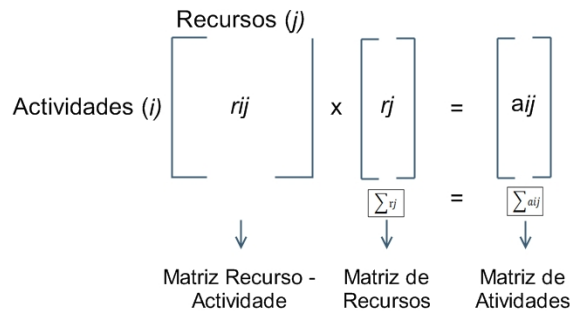 Recursos (j)
Actividades (i)
rij x rj = aij
∑rj = ∑aij
Matriz Recurso - Matriz de Matriz de
Actividade Recursos Atividades